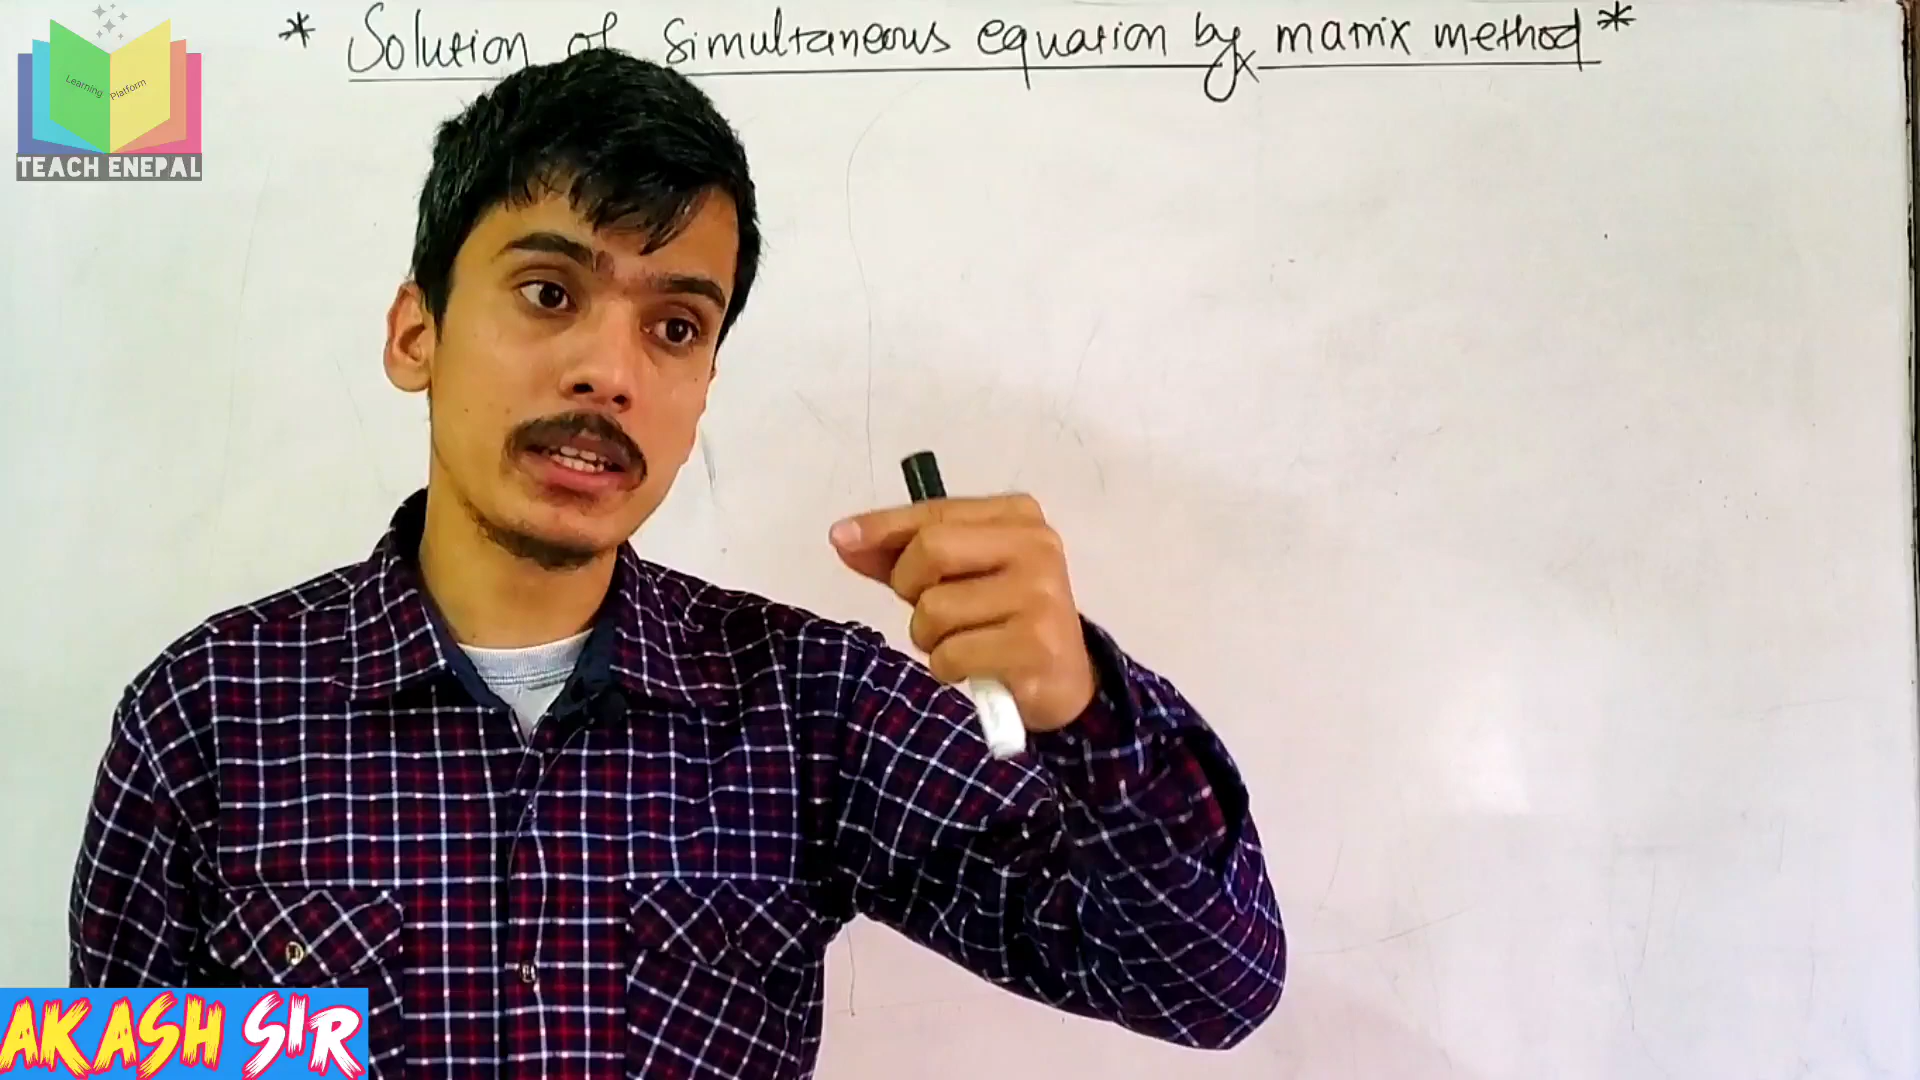 * Solution of simultaneous equation by matrix method *
Learning Platform
TEACH ENEPAL
AKASH SIR